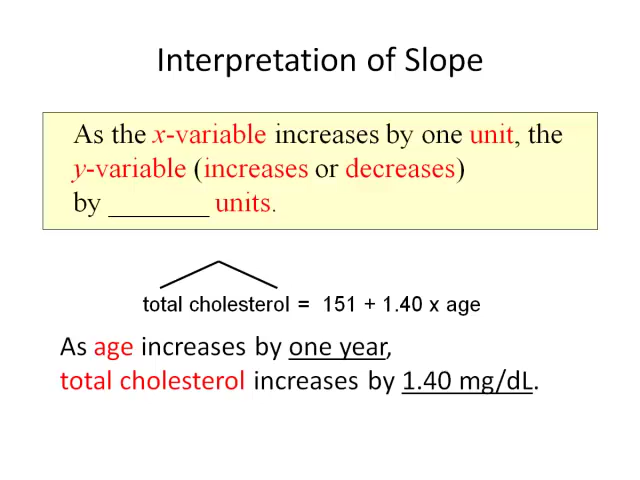 Interpretation of Slope
As the x-variable increases by one unit, the
y-variable (increases or decreases)
by _______ units.
total cholesterol = 151 + 1.40 x age
As age increases by one year,
total cholesterol increases by 1.40 mg/dL.